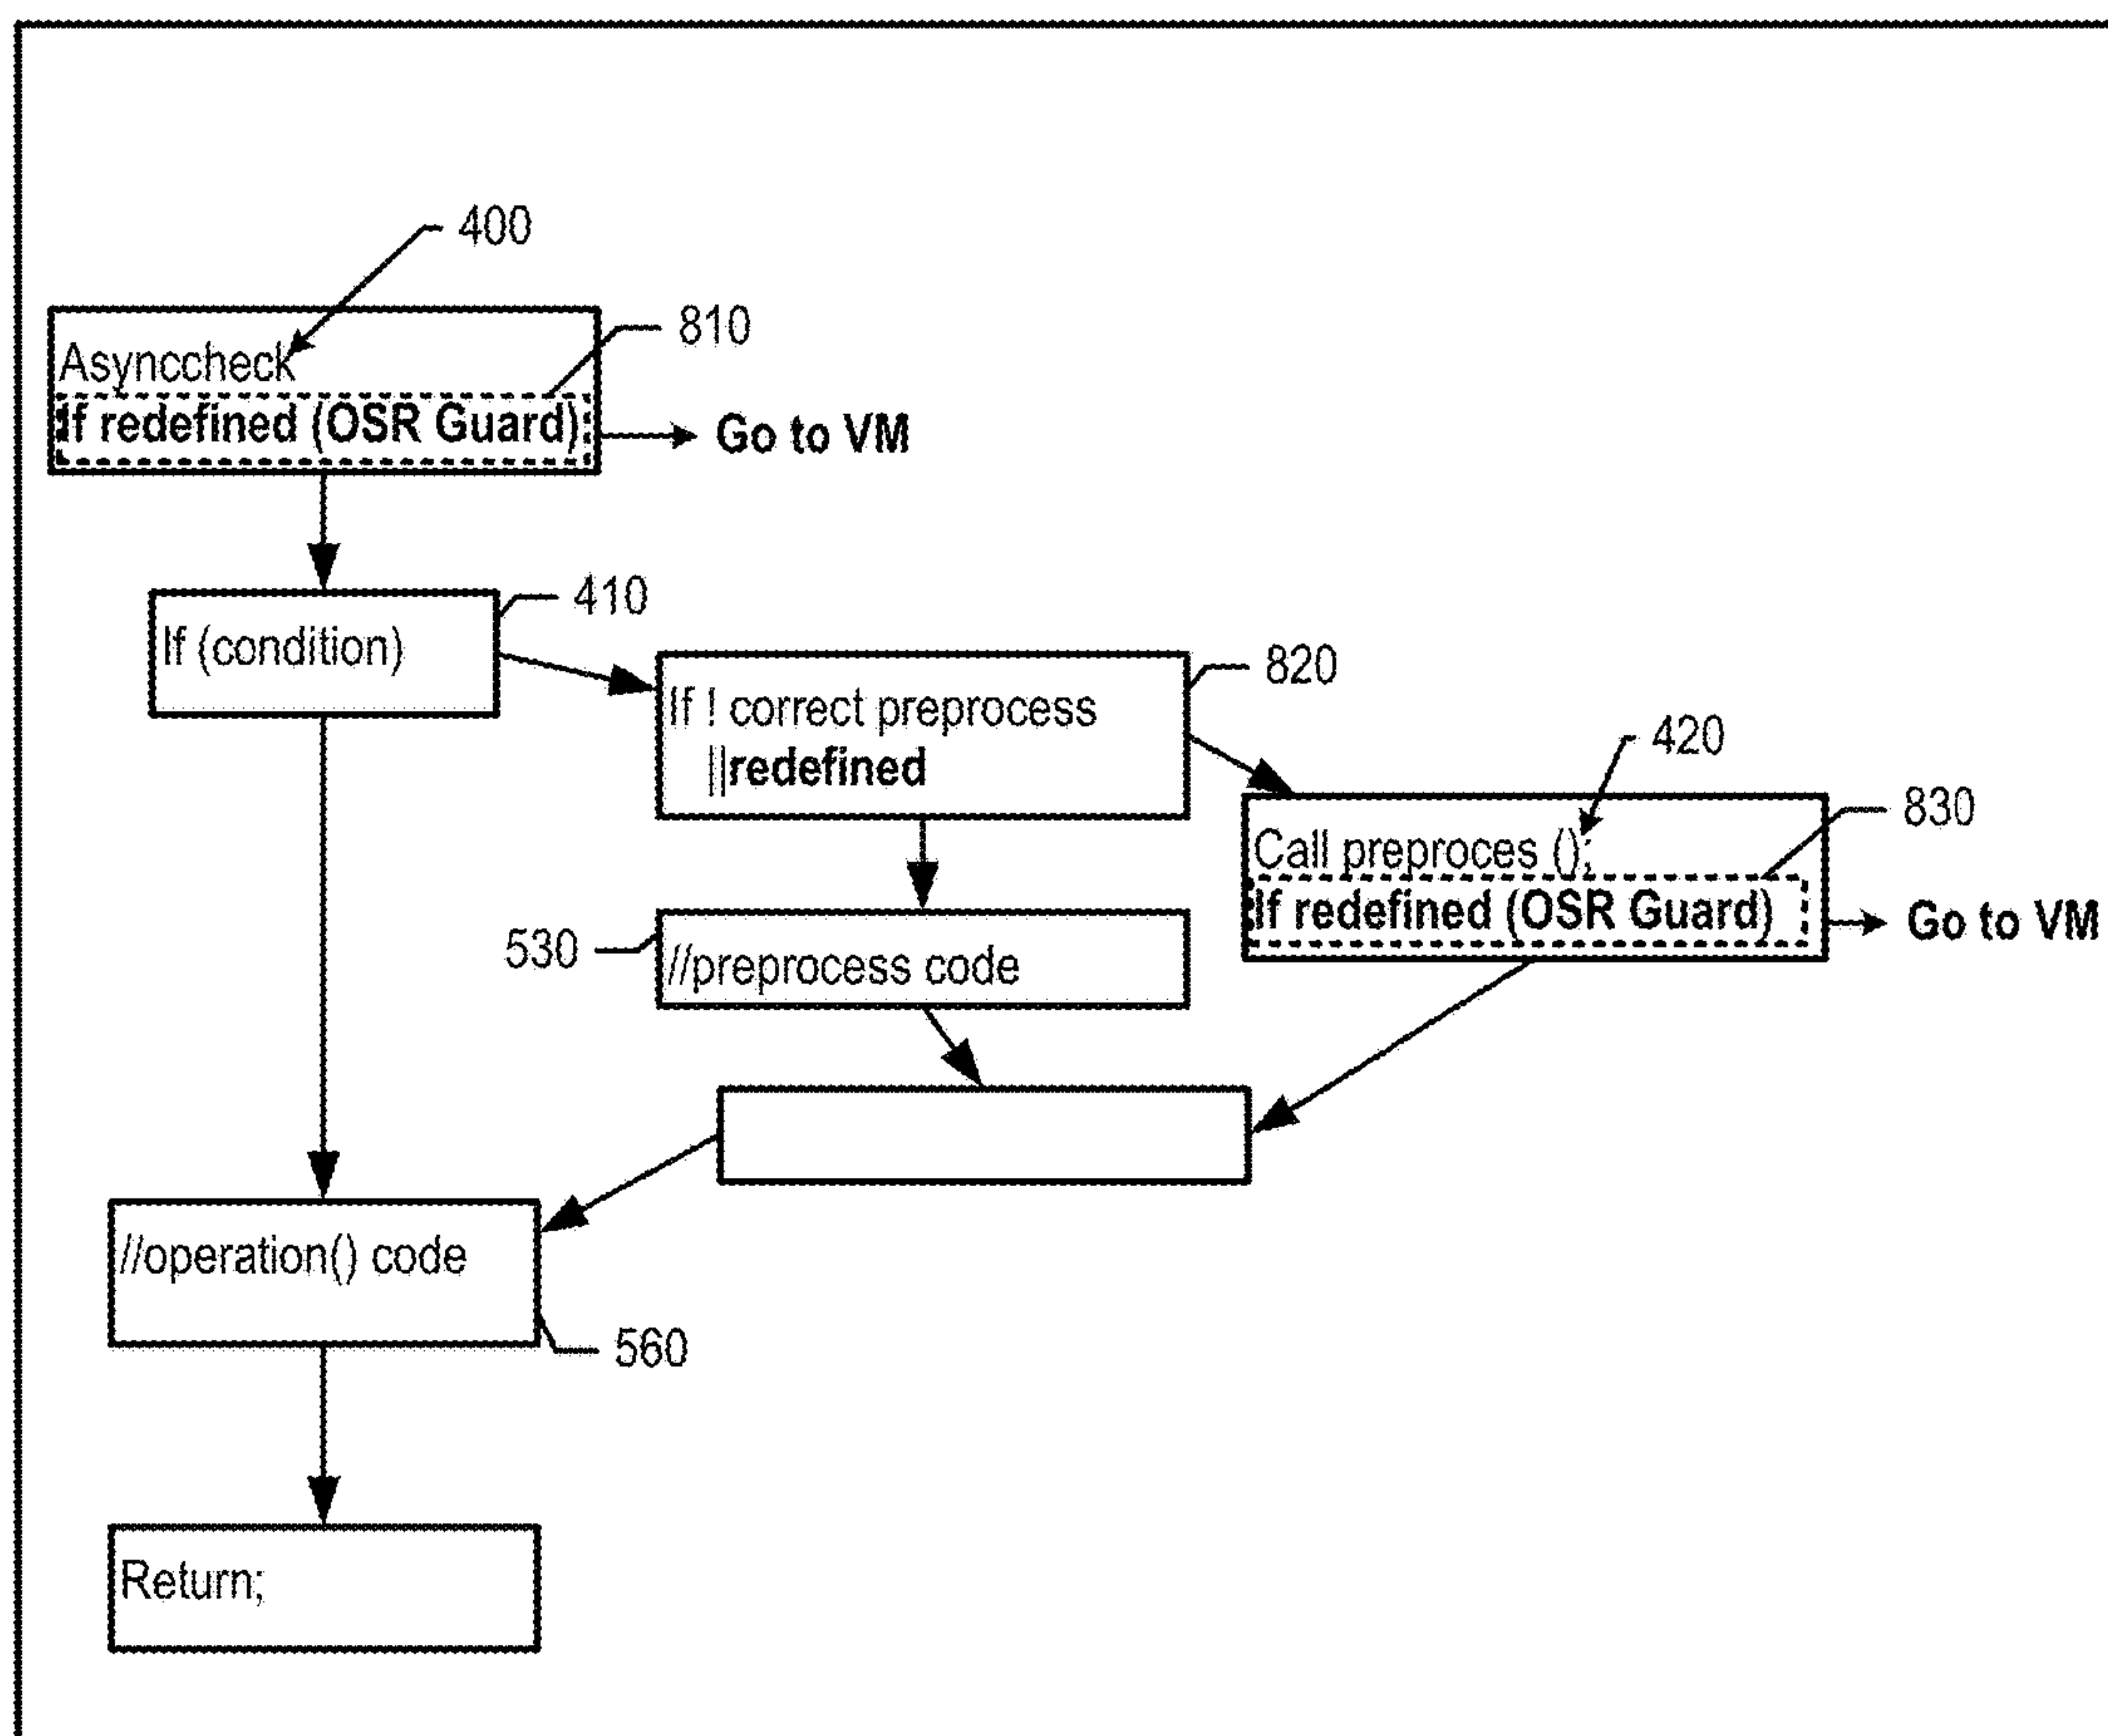 400
810
Asynccheck
If redefined (OSR Guard)
Go to VM
410
If (condition)
820
If ! correct preprocess
||redefined
420
830
Call preproces ();
If redefined (OSR Guard)
Go to VM
530
//preprocess code
//operation() code
560
Return;